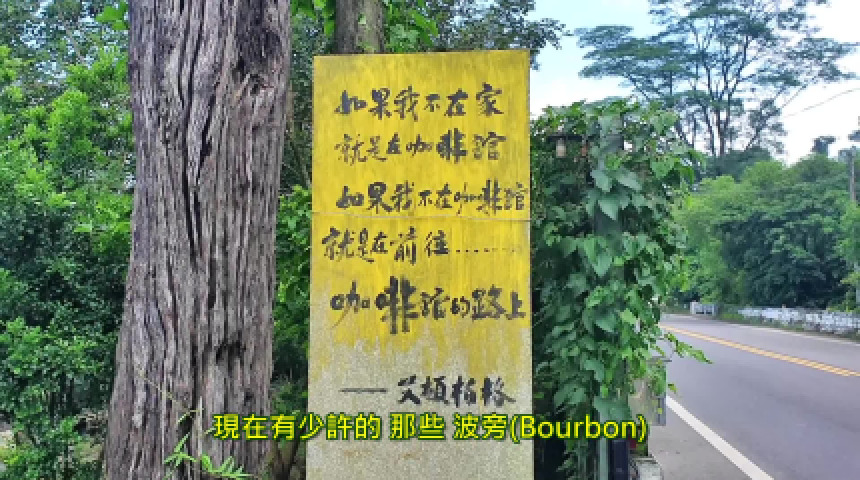 如果我不在家
就是在咖啡館
如果我不在咖啡館
就是在前往……
咖啡館的路上
——艾頓柏格
現在有少許的 那些 波旁(Bourbon)